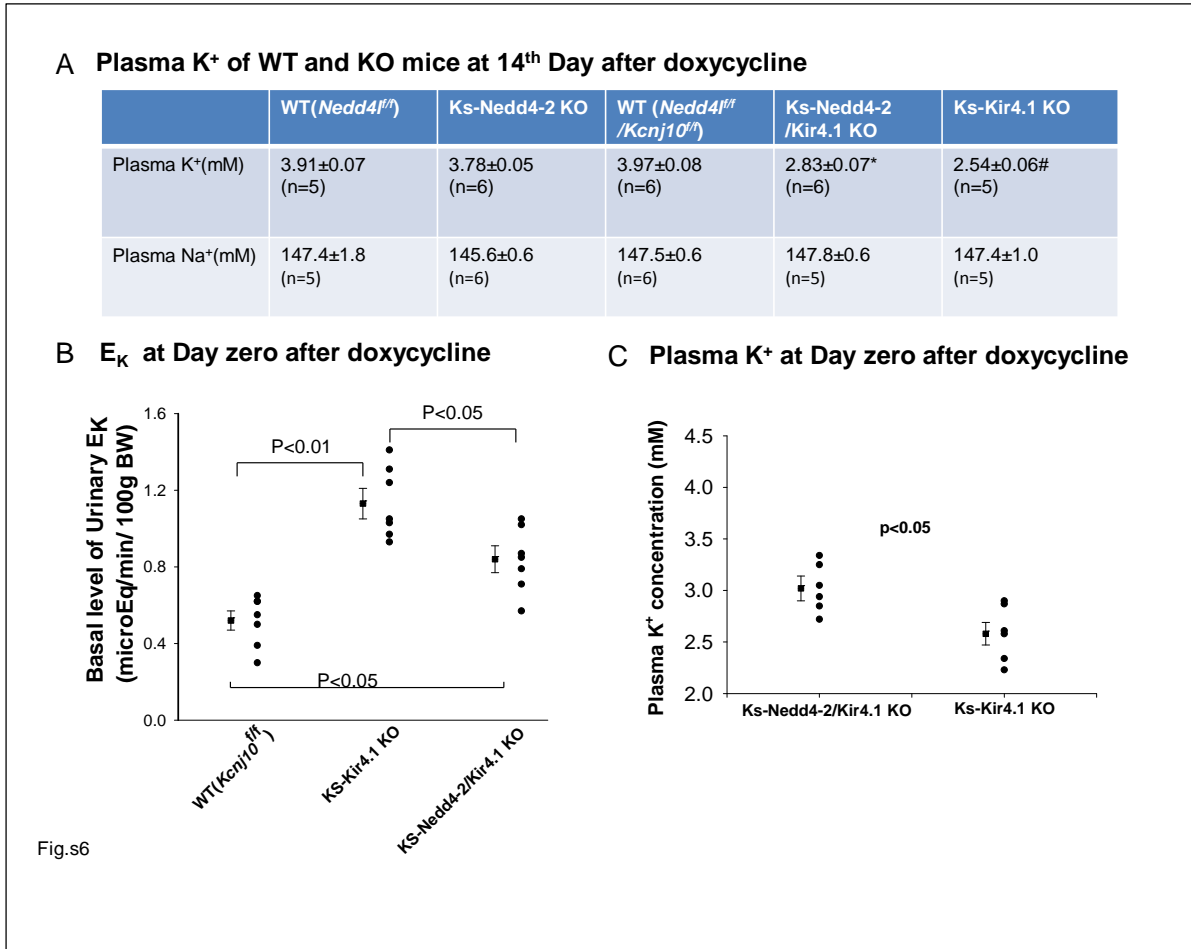 A Plasma K⁺ of WT and KO mice at 14ᵗʰ Day after doxycycline
WT(Nedd4lᶠ/ᶠ) Ks-Nedd4-2 KO WT (Nedd4lᶠ/ᶠ Ks-Nedd4-2 Ks-Kir4.1 KO
/Kcnj10ᶠ/ᶠ) /Kir4.1 KO
Plasma K⁺(mM) 3.91±0.07 3.78±0.05 3.97±0.08 2.83±0.07* 2.54±0.06#
(n=5) (n=6) (n=6) (n=6) (n=5)
Plasma Na⁺(mM) 147.4±1.8 145.6±0.6 147.5±0.6 147.8±0.6 147.4±1.0
(n=5) (n=6) (n=6) (n=5) (n=5)
B E_K at Day zero after doxycycline
Basal level of Urinary EK
(microEq/min/ 100g BW)
1.6
1.2
0.8
0.4
0.0
P<0.01
P<0.05
P<0.05
WT(Kcnj10ᶠ/ᶠ)
KS-Kir4.1 KO
KS-Nedd4-2/Kir4.1 KO
C Plasma K⁺ at Day zero after doxycycline
Plasma K⁺ concentration (mM)
4.5
4.0
3.5
3.0
2.5
2.0
p<0.05
Ks-Nedd4-2/Kir4.1 KO
Ks-Kir4.1 KO
Fig.s6